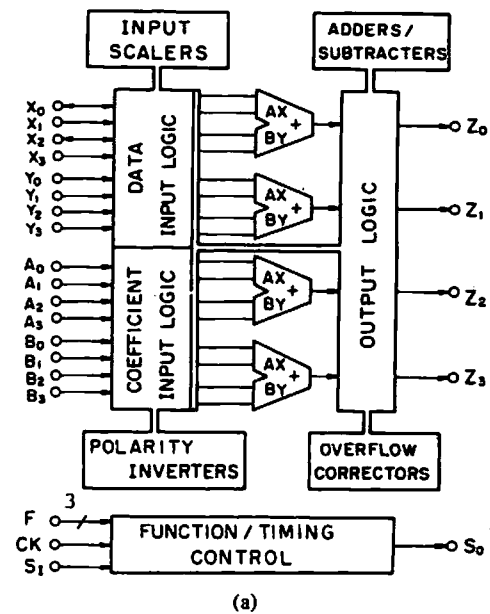 INPUT
SCALERS
ADDERS/
SUBTRACTERS
X₀
X₁
X₂
X₃
Y₀
Y₁
Y₂
Y₃
DATA
INPUT LOGIC
A₀
A₁
A₂
A₃
B₀
B₁
B₂
B₃
COEFFICIENT
INPUT LOGIC
AX
+
BY
AX
+
BY
AX
+
BY
AX
+
BY
OUTPUT LOGIC
Z₀
Z₁
Z₂
Z₃
POLARITY
INVERTERS
OVERFLOW
CORRECTORS
3
F
CK
S_I
FUNCTION / TIMING
CONTROL
S₀
(a)